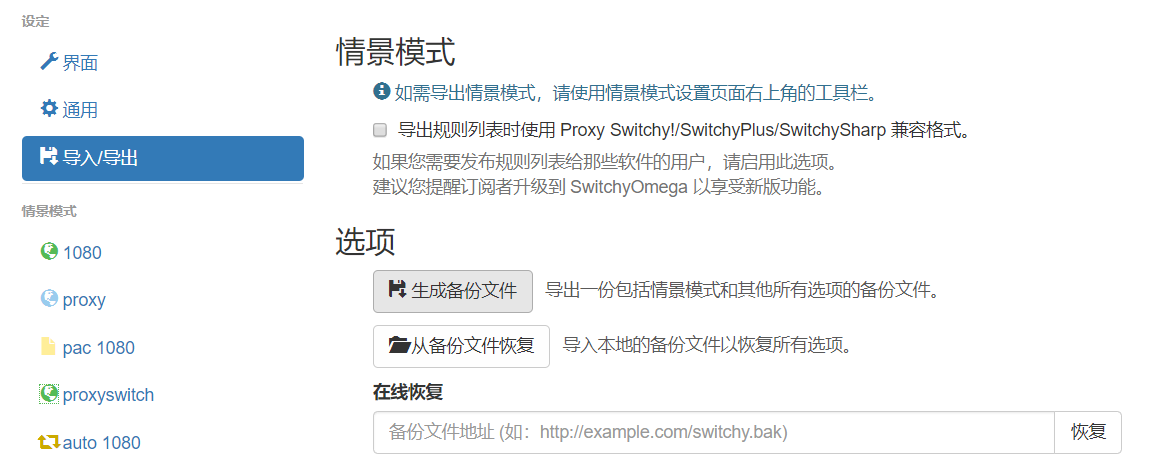 设定
界面
通用
导入/导出
情景模式
1080
proxy
pac 1080
proxyswitch
auto 1080
情景模式
如需导出情景模式，请使用情景模式设置页面右上角的工具栏。
导出规则列表时使用 Proxy Switchy!/SwitchyPlus/SwitchySharp 兼容格式。
如果您需要发布规则列表给那些软件的用户，请启用此选项。
建议您提醒订阅者升级到 SwitchyOmega 以享受新版功能。
选项
生成备份文件 导出一份包括情景模式和其他所有选项的备份文件。
从备份文件恢复 导入本地的备份文件以恢复所有选项。
在线恢复
备份文件地址 (如：http://example.com/switchy.bak) 恢复